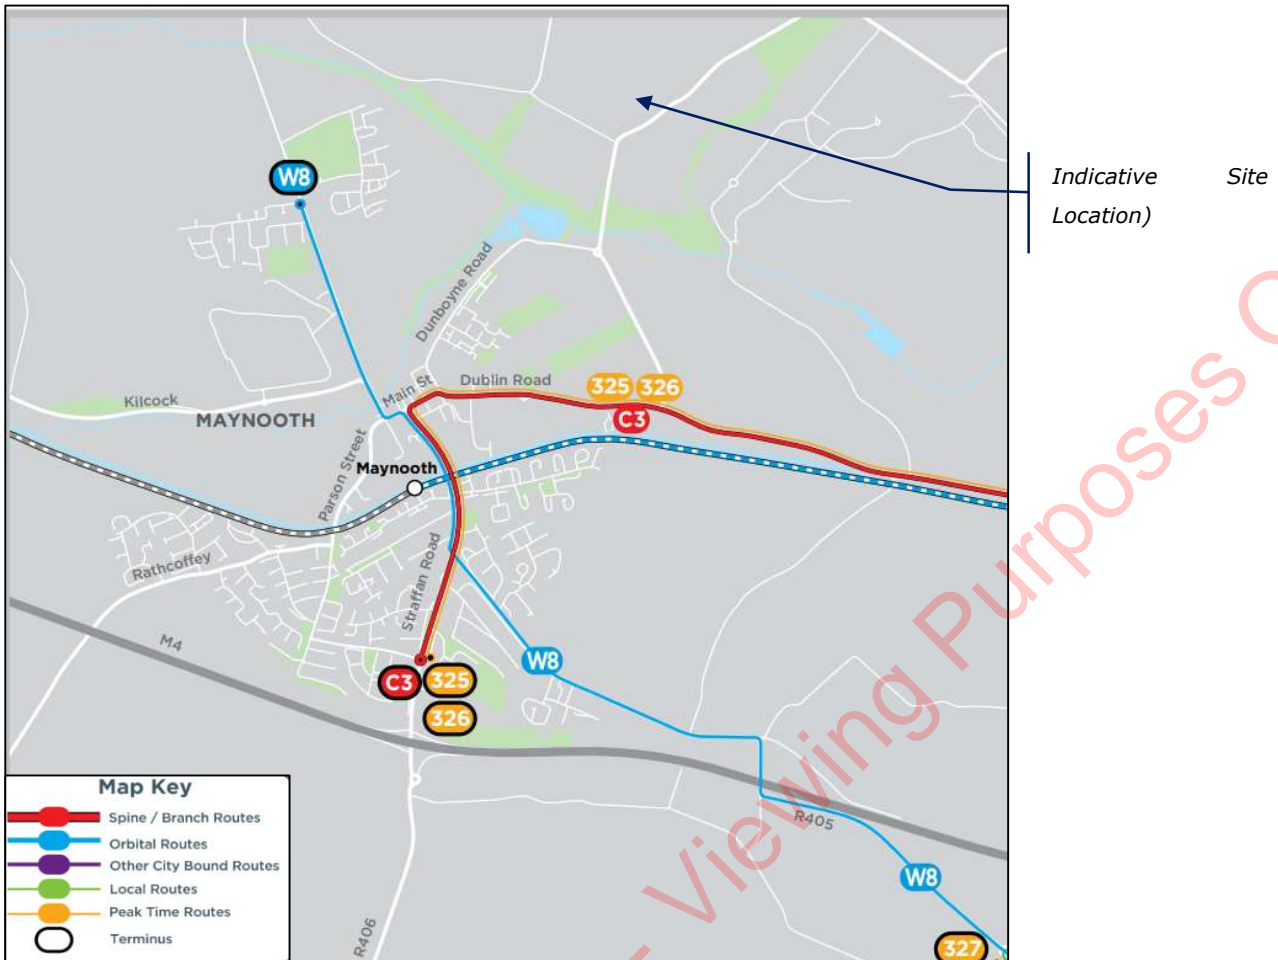 W8
Indicative Site
Location)
Dunboyne Road
Kilcock
MAYNOOTH
Main St
Dublin Road
325 326
C3
Parson Street
Maynooth
Rathcoffey
Straffan Road
M4
W8
C3 325
326
R405
W8
R406
327
Map Key
Spine / Branch Routes
Orbital Routes
Other City Bound Routes
Local Routes
Peak Time Routes
Terminus
Viewing Purposes